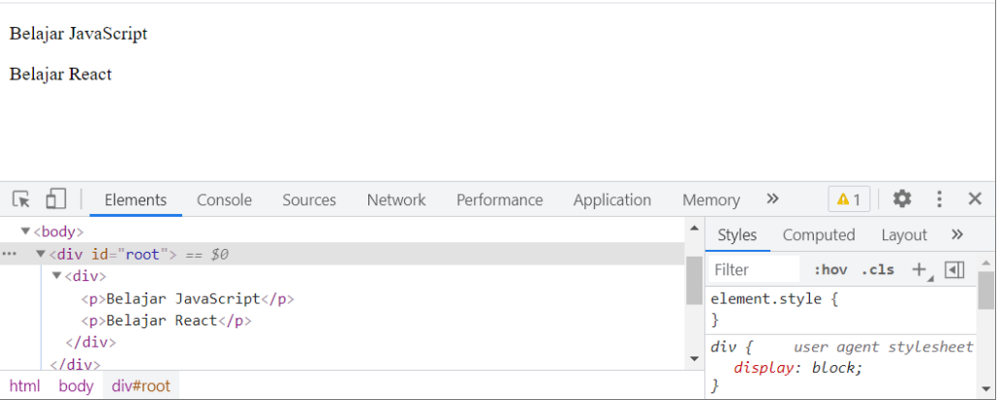 Belajar JavaScript
Belajar React
Elements Console Sources Network Performance Application Memory » 1
<body>
... <div id="root"> == $0
<div>
<p>Belajar JavaScript</p>
<p>Belajar React</p>
</div>
</div>
html body div#root
Styles Computed Layout »
Filter :hov .cls +
element.style {
}
div { user agent stylesheet
display: block;
}